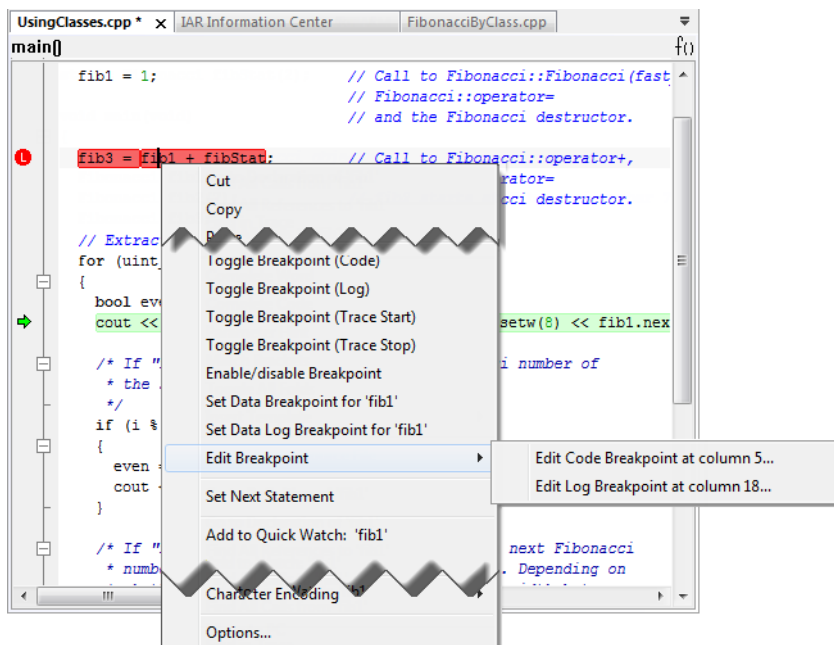 UsingClasses.cpp * x IAR Information Center FibonacciByClass.cpp
main() f()
fib1 = 1; // Call to Fibonacci::Fibonacci(fast
// Fibonacci::operator=
// and the Fibonacci destructor.
L fib3 = fib1 + fibStat; // Call to Fibonacci::operator+,
rator=
cci destructor.
Cut
Copy
// Extrac
for (uint_
{
bool eve
cout << setw(8) << fib1.nex
/* If " i number of
* the
*/
if (i %
{
even =
cout
}
/* If " next Fibonacci
* numb . Depending on
Toggle Breakpoint (Code)
Toggle Breakpoint (Log)
Toggle Breakpoint (Trace Start)
Toggle Breakpoint (Trace Stop)
Enable/disable Breakpoint
Set Data Breakpoint for 'fib1'
Set Data Log Breakpoint for 'fib1'
Edit Breakpoint
Edit Code Breakpoint at column 5...
Edit Log Breakpoint at column 18...
Set Next Statement
Add to Quick Watch: 'fib1'
Character Encoding
Options...